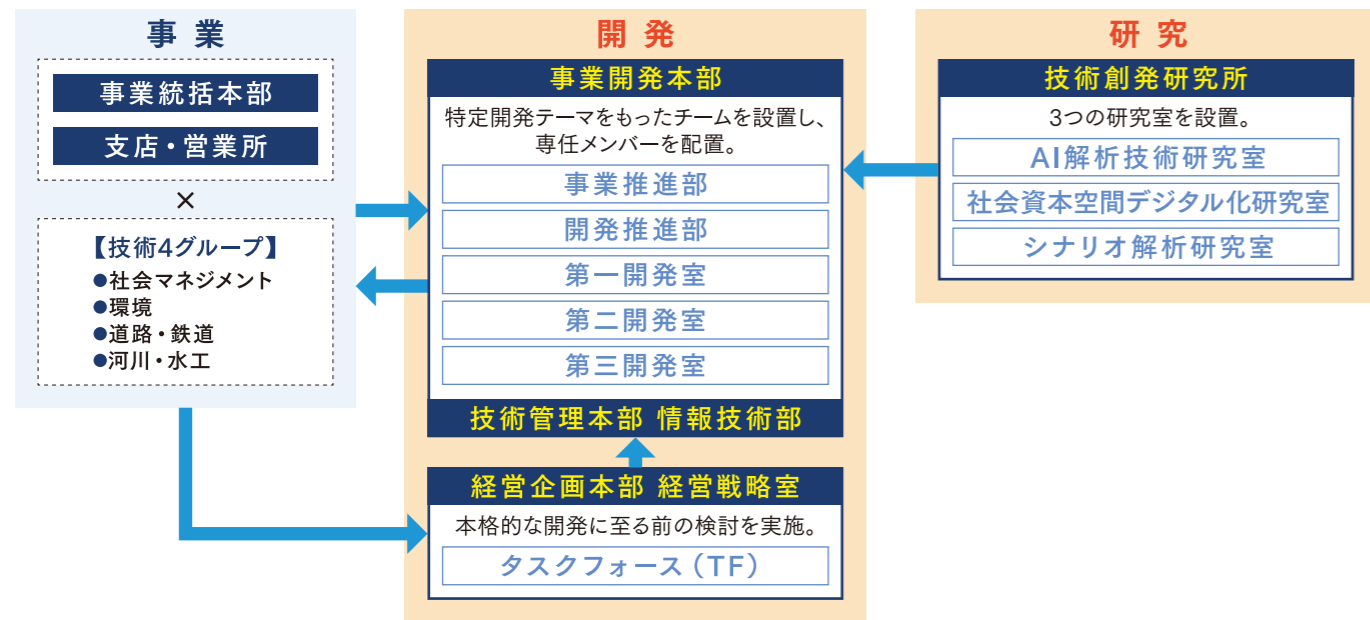 事業
事業統括本部
支店・営業所
×
【技術4グループ】
●社会マネジメント
●環境
●道路・鉄道
●河川・水工
開発
事業開発本部
特定開発テーマをもったチームを設置し、
専任メンバーを配置。
事業推進部
開発推進部
第一開発室
第二開発室
第三開発室
技術管理本部 情報技術部
経営企画本部 経営戦略室
本格的な開発に至る前の検討を実施。
タスクフォース（TF）
研究
技術創発研究所
3つの研究室を設置。
AI解析技術研究室
社会資本空間デジタル化研究室
シナリオ解析研究室